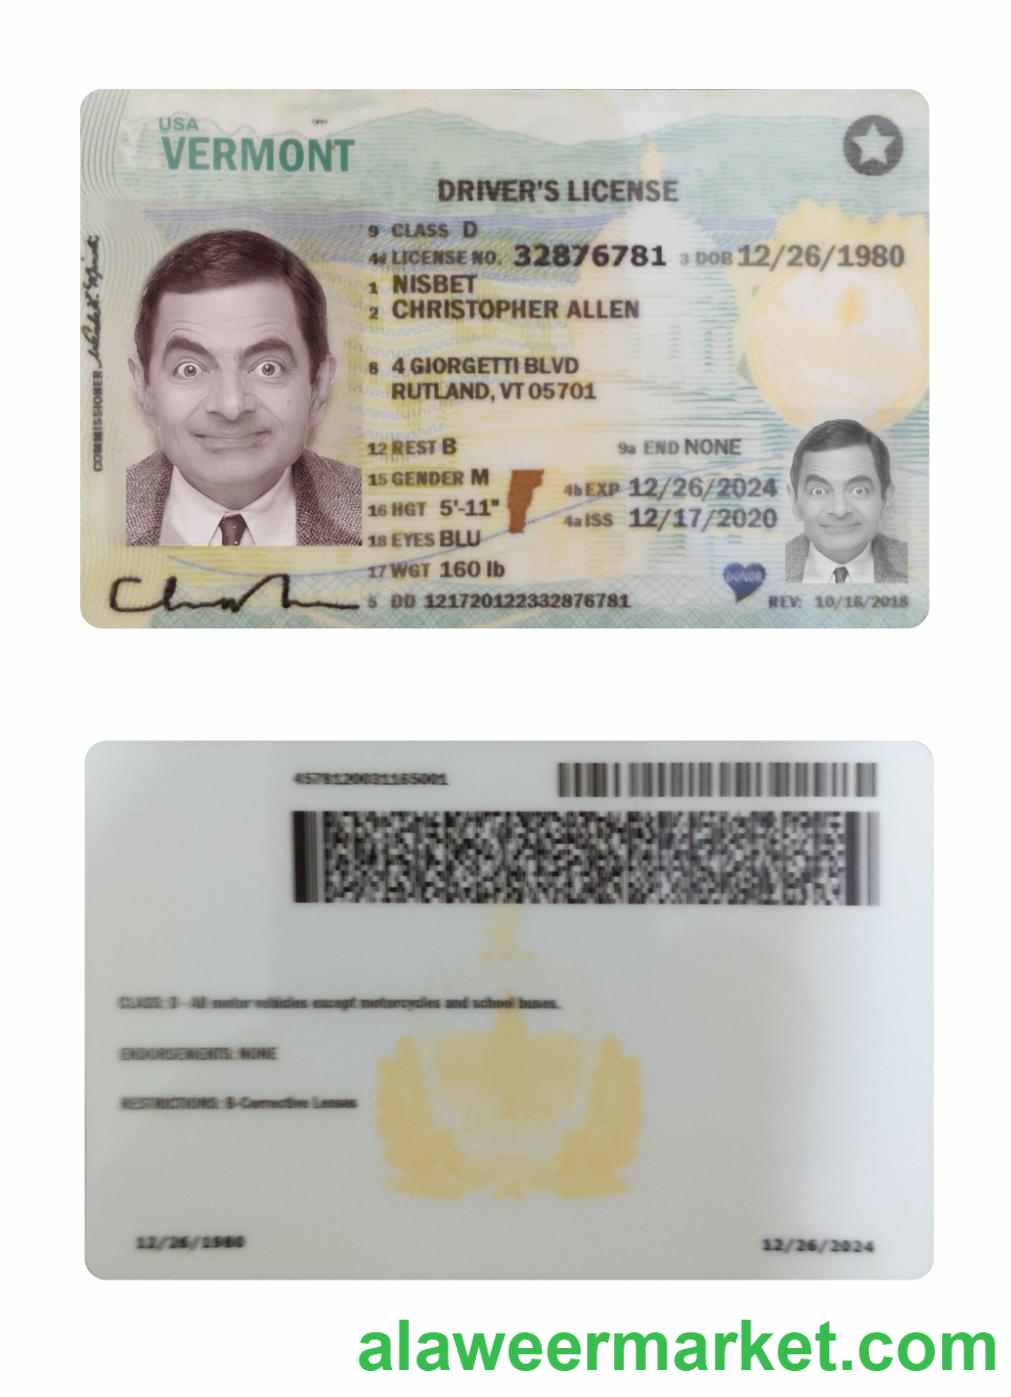 USA
VERMONT
DRIVER'S LICENSE
9 CLASS D
4d LICENSE NO. 32876781 3 DOB 12/26/1980
1 NISBET
2 CHRISTOPHER ALLEN
8 4 GIORGETTI BLVD
RUTLAND, VT 05701
12 REST B 9a END NONE
15 GENDER M
16 HGT 5'-11"
4b EXP 12/26/2024
4a ISS 12/17/2020
18 EYES BLU
17 WGT 160 lb
5 DD 121720122332876781
DONOR
REV: 10/16/2018
COMMISSIONER
4578120031165001
CLASS: D - All motor vehicles except motorcycles and school buses.
ENDORSEMENTS: NONE
RESTRICTIONS: B-Corrective Lenses
12/26/1980 12/26/2024
alaweermarket.com